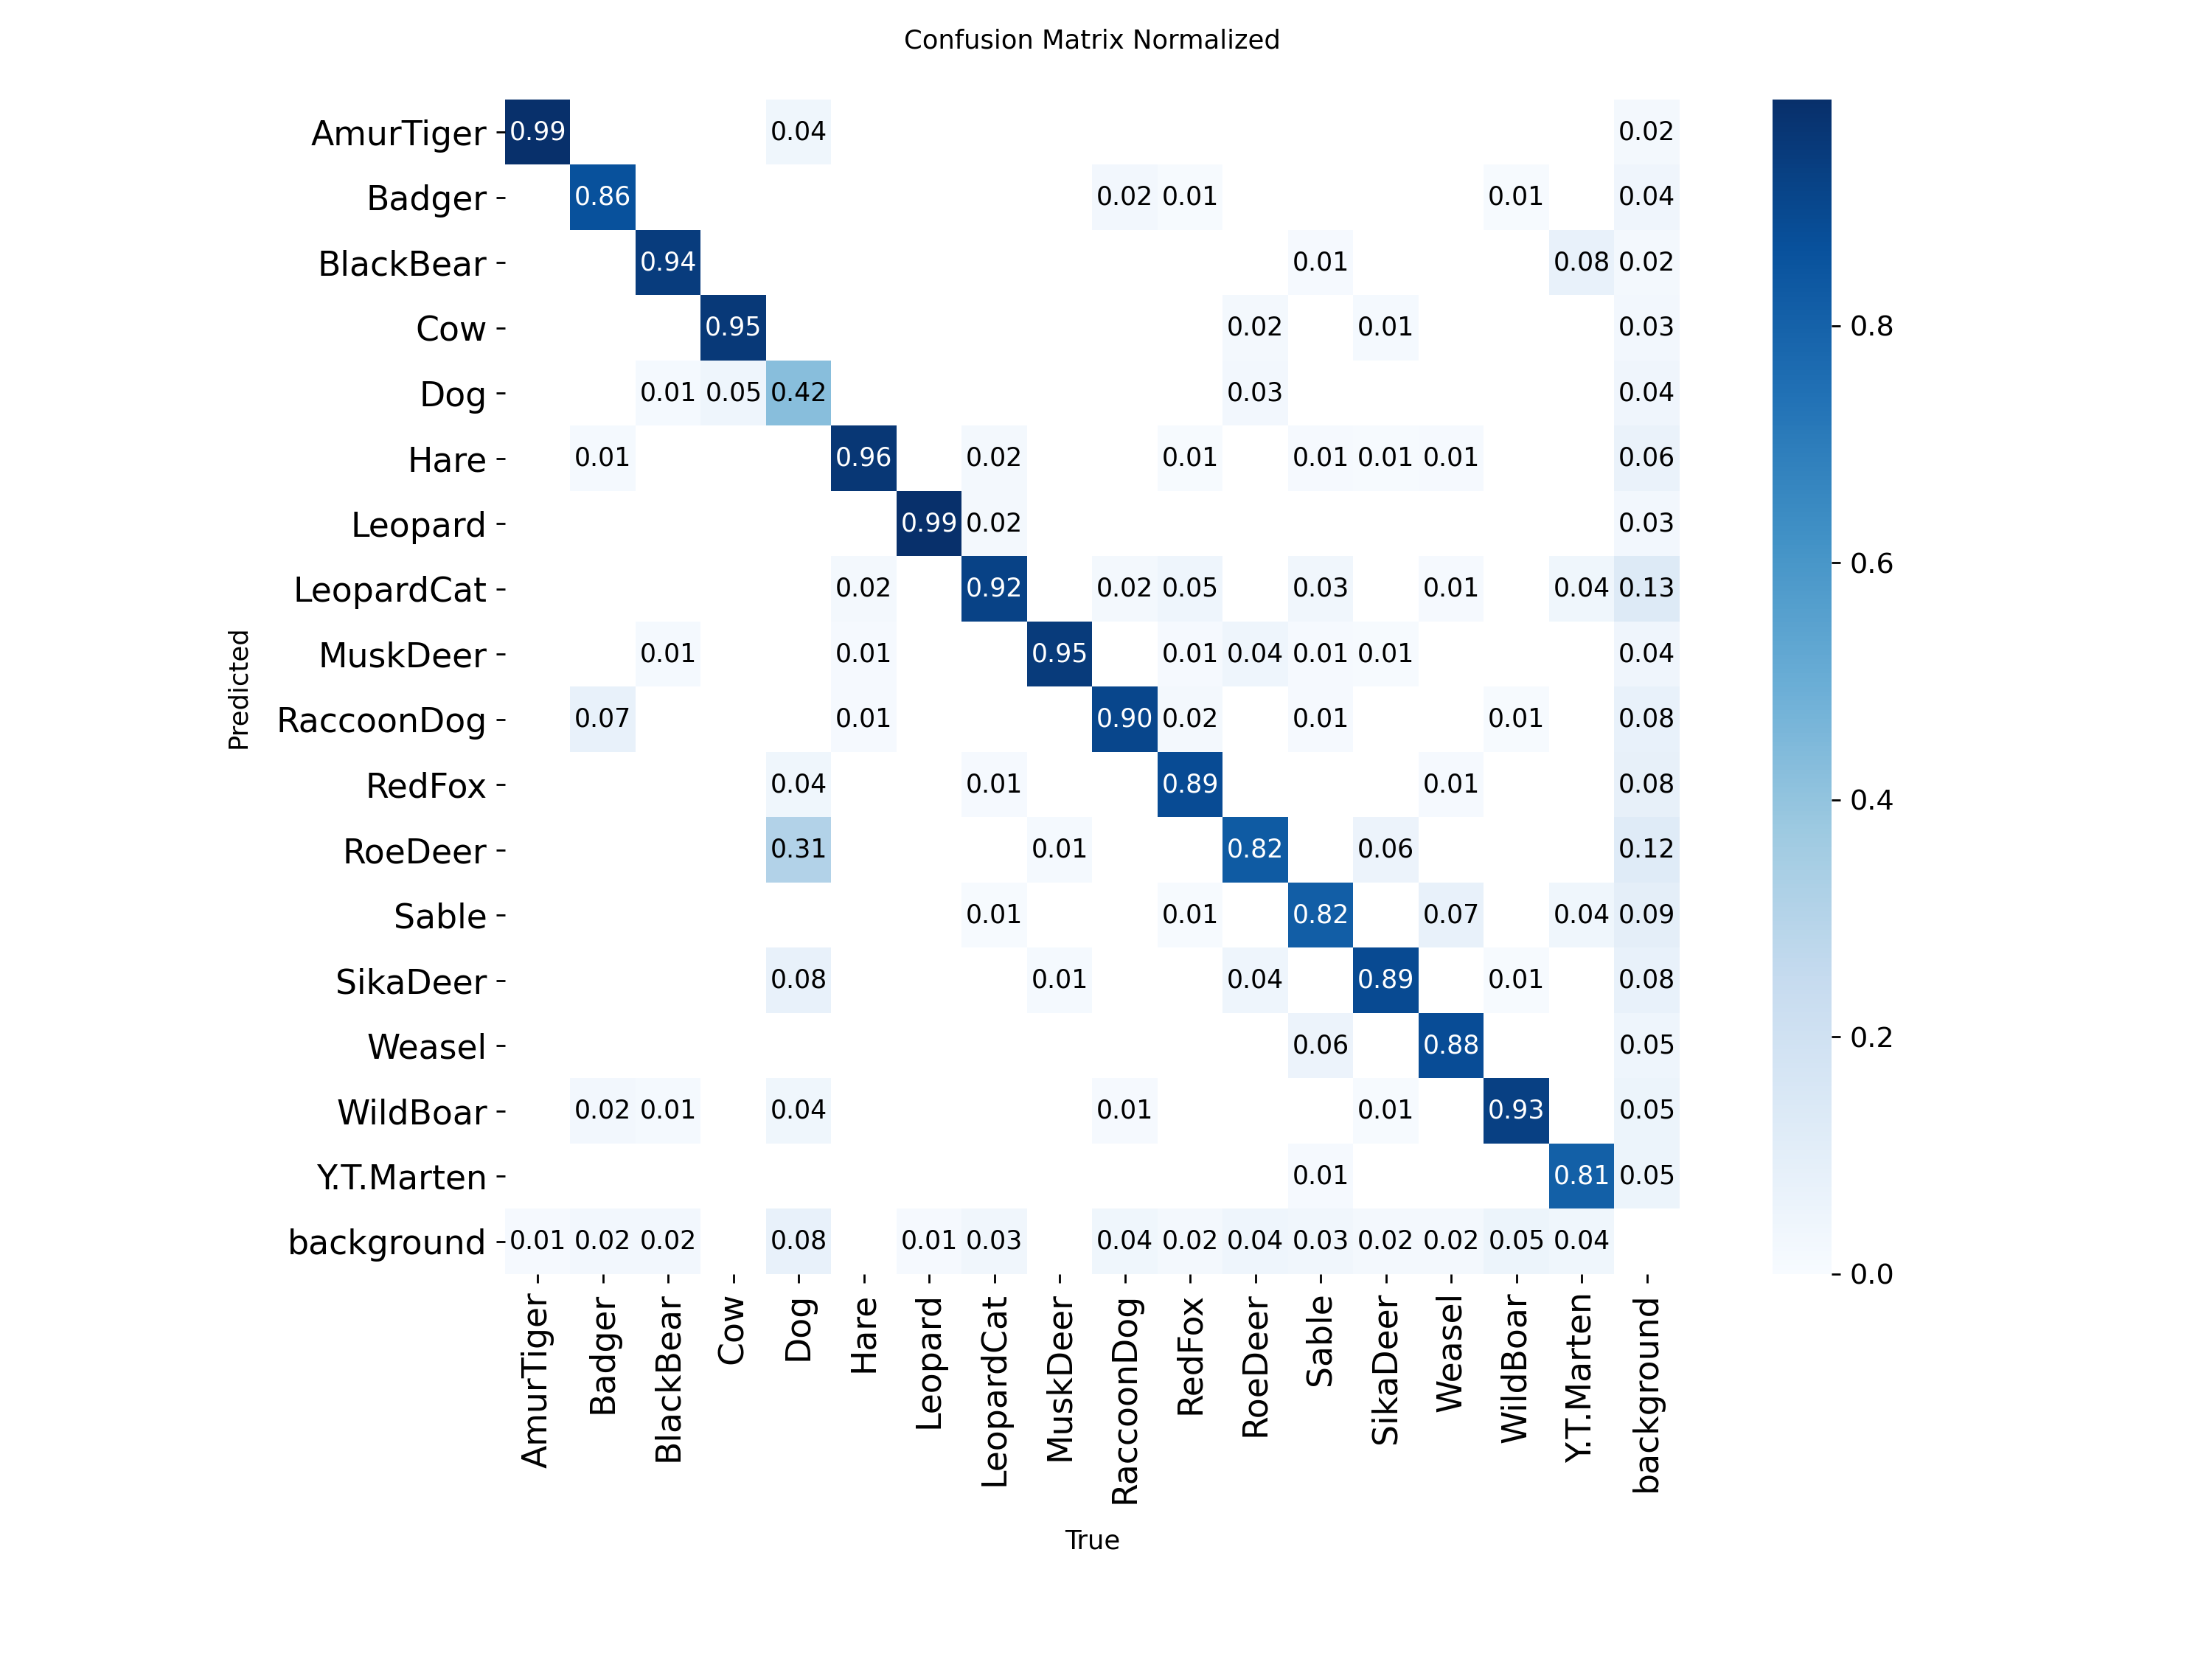 Confusion Matrix Normalized
AmurTiger 0.99 0.04 0.02
Badger 0.86 0.02 0.01 0.01 0.04
BlackBear 0.94 0.01 0.08 0.02
Cow 0.95 0.02 0.01 0.03
Dog 0.01 0.05 0.42 0.03 0.04
Hare 0.01 0.96 0.02 0.01 0.01 0.01 0.01 0.06
Leopard 0.99 0.02 0.03
LeopardCat 0.02 0.92 0.02 0.05 0.03 0.01 0.04 0.13
MuskDeer 0.01 0.01 0.95 0.01 0.04 0.01 0.01 0.04
RaccoonDog 0.07 0.01 0.90 0.02 0.01 0.01 0.08
RedFox 0.04 0.01 0.89 0.01 0.08
RoeDeer 0.31 0.01 0.82 0.06 0.12
Sable 0.01 0.01 0.82 0.07 0.04 0.09
SikaDeer 0.08 0.01 0.04 0.89 0.01 0.08
Weasel 0.06 0.88 0.05
WildBoar 0.02 0.01 0.04 0.01 0.01 0.93 0.05
Y.T.Marten 0.01 0.81 0.05
background 0.01 0.02 0.02 0.08 0.01 0.03 0.04 0.02 0.04 0.03 0.02 0.02 0.05 0.04
Predicted
AmurTiger
Badger
BlackBear
Cow
Dog
Hare
Leopard
LeopardCat
MuskDeer
RaccoonDog
RedFox
RoeDeer
Sable
SikaDeer
Weasel
WildBoar
Y.T.Marten
background
True
0.8
0.6
0.4
0.2
0.0